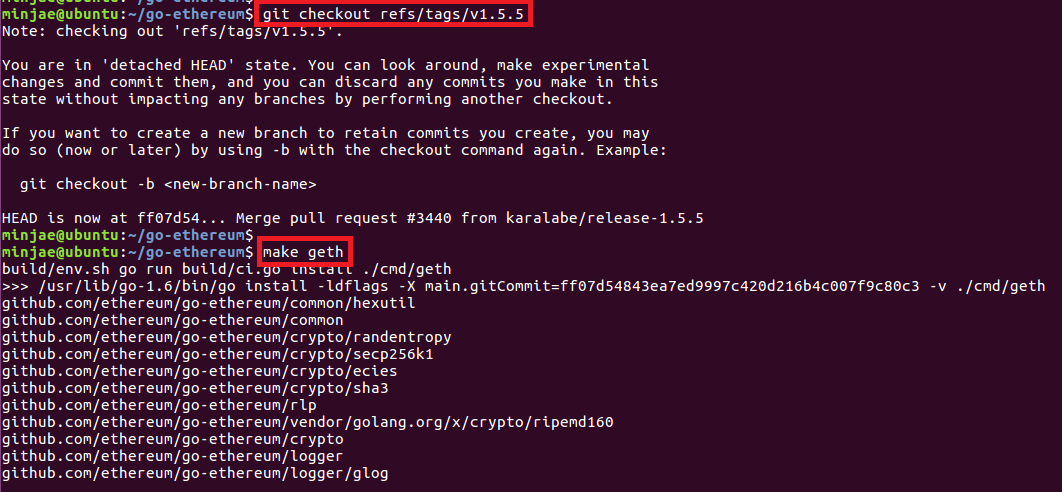 minjae@ubuntu:~/go-ethereum$
minjae@ubuntu:~/go-ethereum$ git checkout refs/tags/v1.5.5
Note: checking out 'refs/tags/v1.5.5'.
You are in 'detached HEAD' state. You can look around, make experimental
changes and commit them, and you can discard any commits you make in this
state without impacting any branches by performing another checkout.
If you want to create a new branch to retain commits you create, you may
do so (now or later) by using -b with the checkout command again. Example:
git checkout -b <new-branch-name>
HEAD is now at ff07d54... Merge pull request #3440 from karalabe/release-1.5.5
minjae@ubuntu:~/go-ethereum$
minjae@ubuntu:~/go-ethereum$ make geth
build/env.sh go run build/ci.go install ./cmd/geth
>>> /usr/lib/go-1.6/bin/go install -ldflags -X main.gitCommit=ff07d54843ea7ed9997c420d216b4c007f9c80c3 -v ./cmd/geth
github.com/ethereum/go-ethereum/common/hexutil
github.com/ethereum/go-ethereum/common
github.com/ethereum/go-ethereum/crypto/randentropy
github.com/ethereum/go-ethereum/crypto/secp256k1
github.com/ethereum/go-ethereum/crypto/ecies
github.com/ethereum/go-ethereum/crypto/sha3
github.com/ethereum/go-ethereum/rlp
github.com/ethereum/go-ethereum/vendor/golang.org/x/crypto/ripemd160
github.com/ethereum/go-ethereum/crypto
github.com/ethereum/go-ethereum/logger
github.com/ethereum/go-ethereum/logger/glog